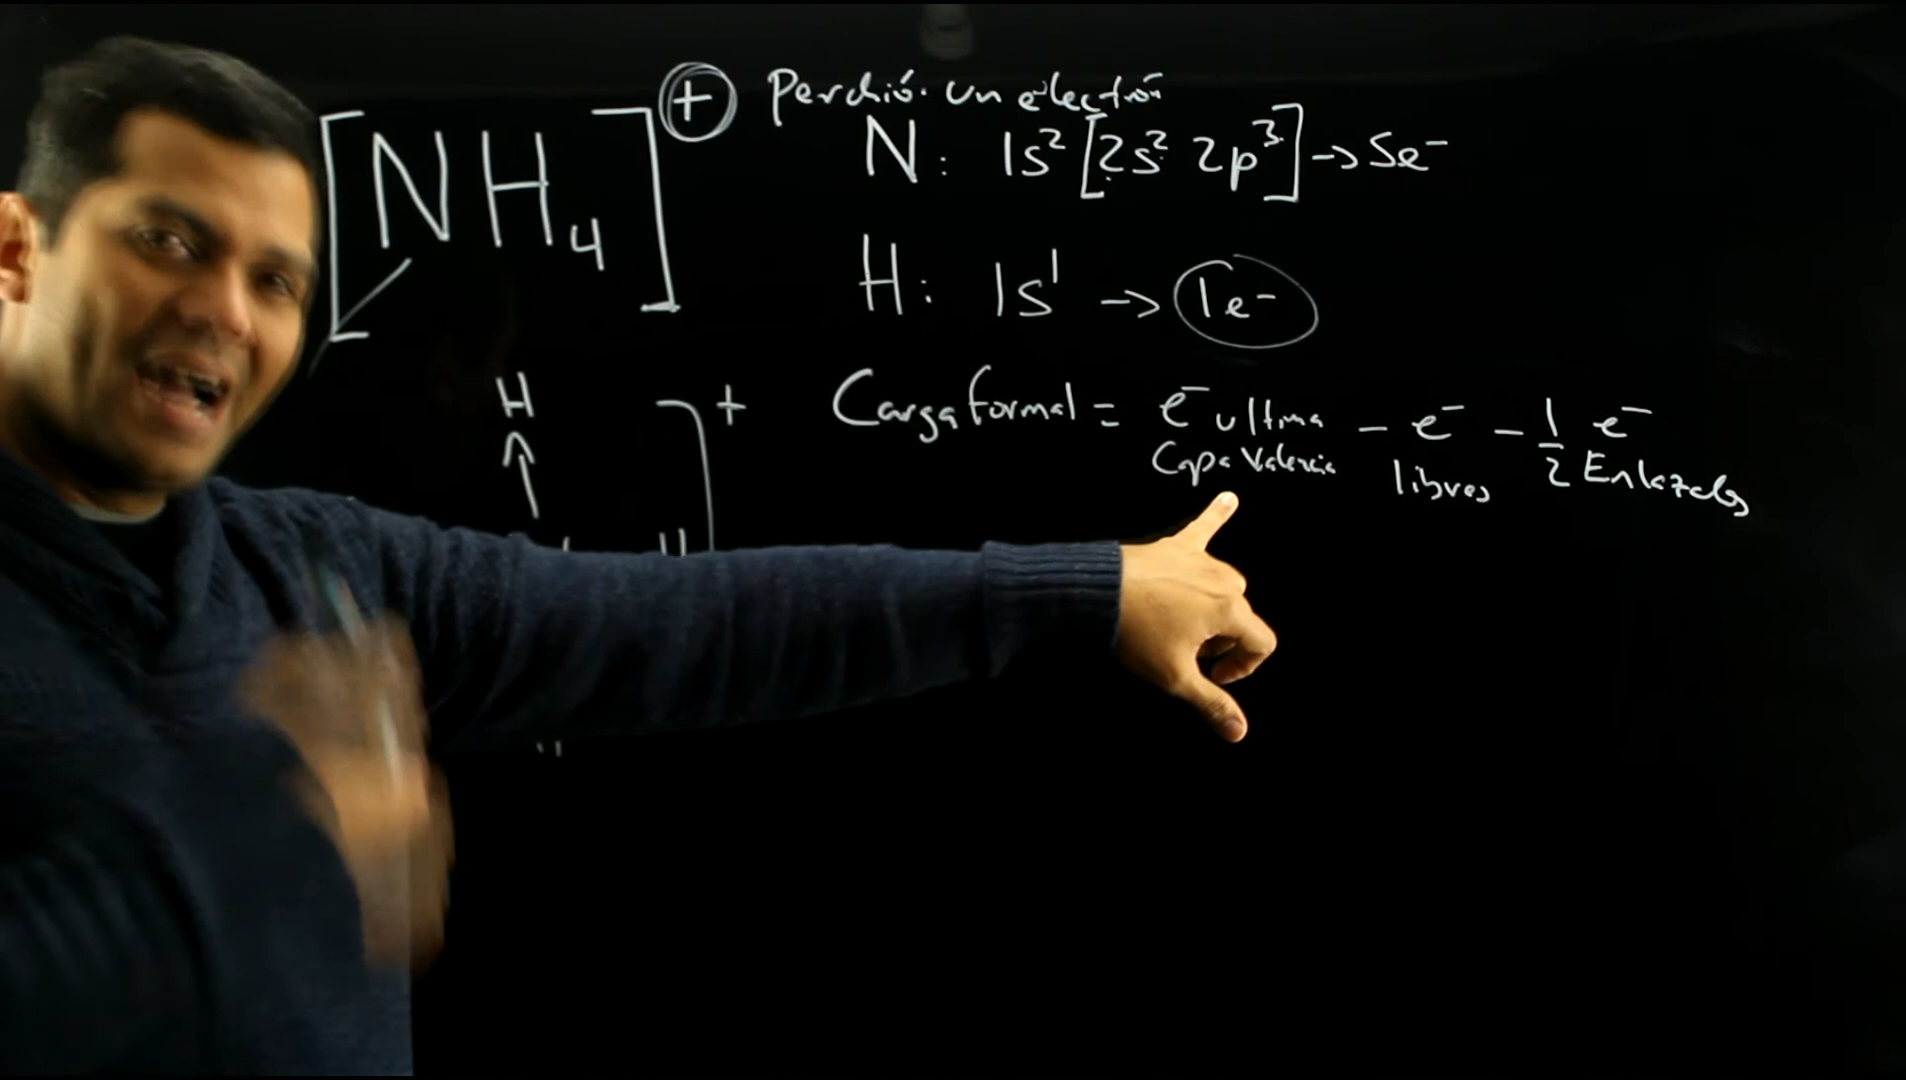 [NH4]+ Perdió un electrón
N: 1s² [2s² 2p³] → 5e⁻
H: 1s¹ → 1e⁻
H
+
Carga Formal = e⁻ ultima Capa Valencia - e⁻ libres - 1/2 e⁻ Enlazados